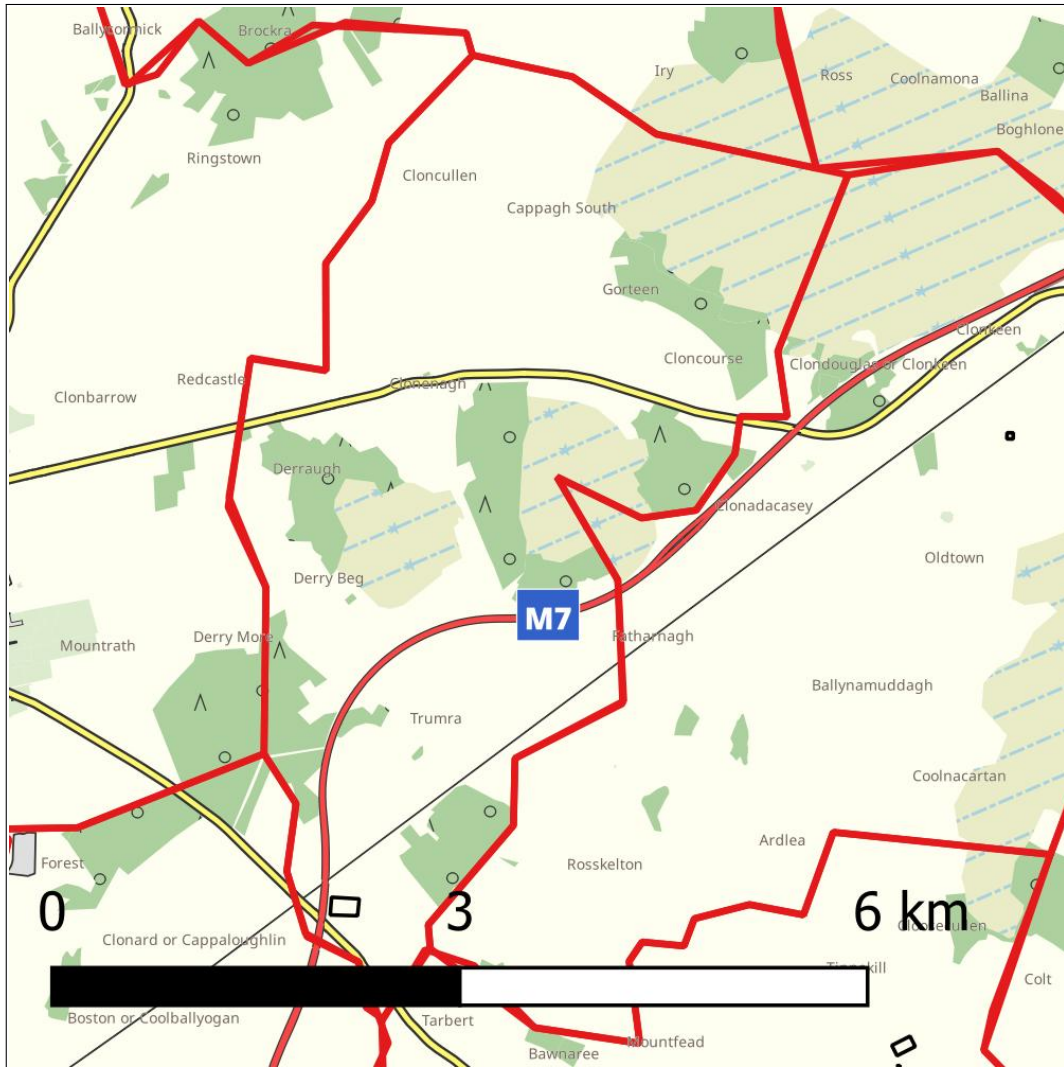 Ballycormick
Brockra
Iry
Ross
Coolnamona
Ballina
Boghlone
Ringstown
Cloncullen
Cappagh South
Gorteen
Clonkeen
Cloncourse
Clondouglas or Clonkeen
Redcastle
Clonenagh
Clonbarrow
Derraugh
Clonadacasey
Oldtown
Derry Beg
M7
Derry More
Mountrath
Fatharnagh
Ballynamuddagh
Trumra
Coolnacartan
Ardlea
Forest
Rosskelton
0 3 6 km
Clonard or Cappaloughlin
Colt
Boston or Coolballyogan
Tarbert
Mountfead
Bawnaree